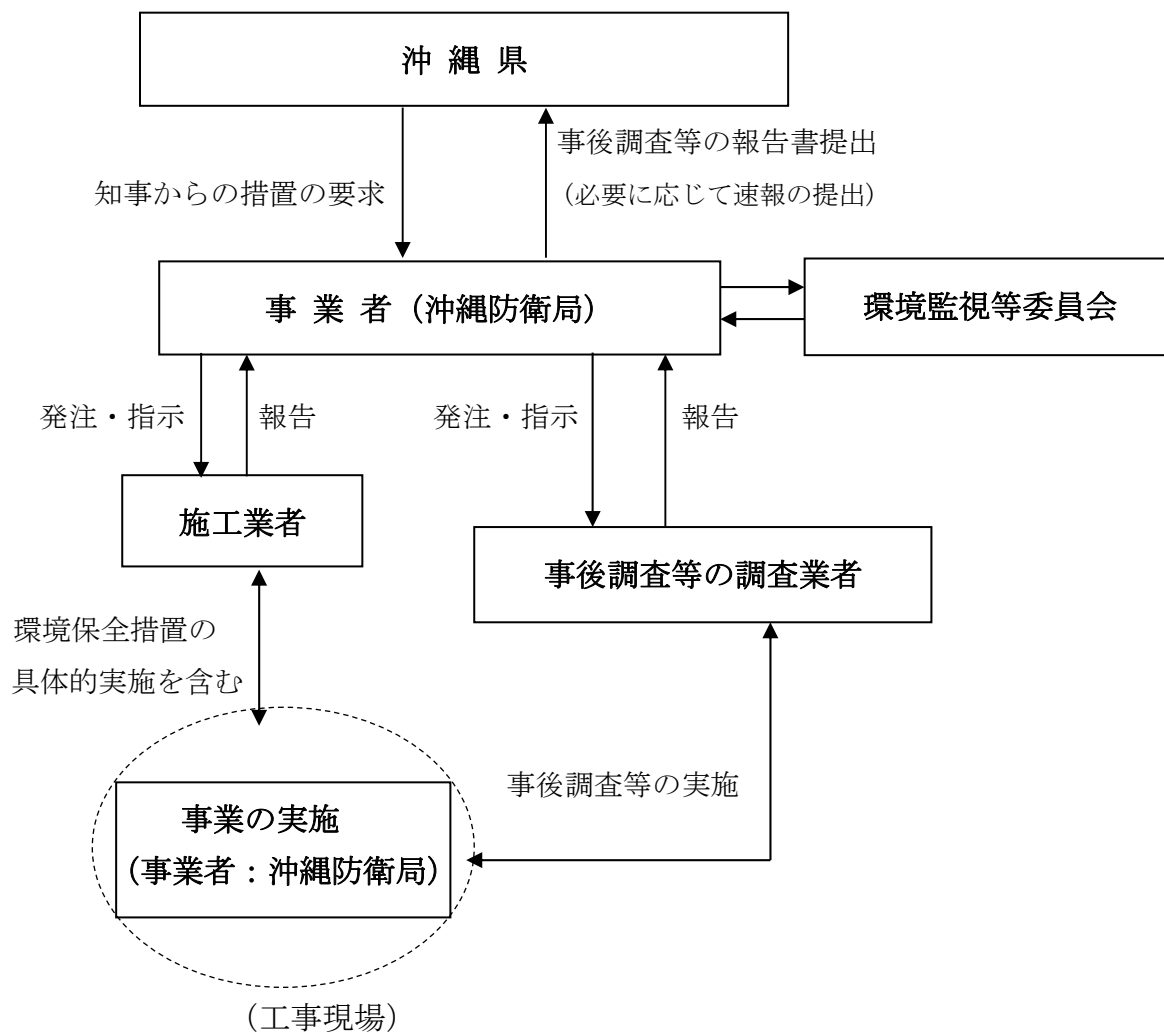 沖 縄 県
事後調査等の報告書提出
知事からの措置の要求
（必要に応じて速報の提出）
事 業 者（沖縄防衛局）
環境監視等委員会
発注・指示
報告
発注・指示
報告
施工業者
事後調査等の調査業者
環境保全措置の
具体的実施を含む
事後調査等の実施
事業の実施
（事業者：沖縄防衛局）
（工事現場）